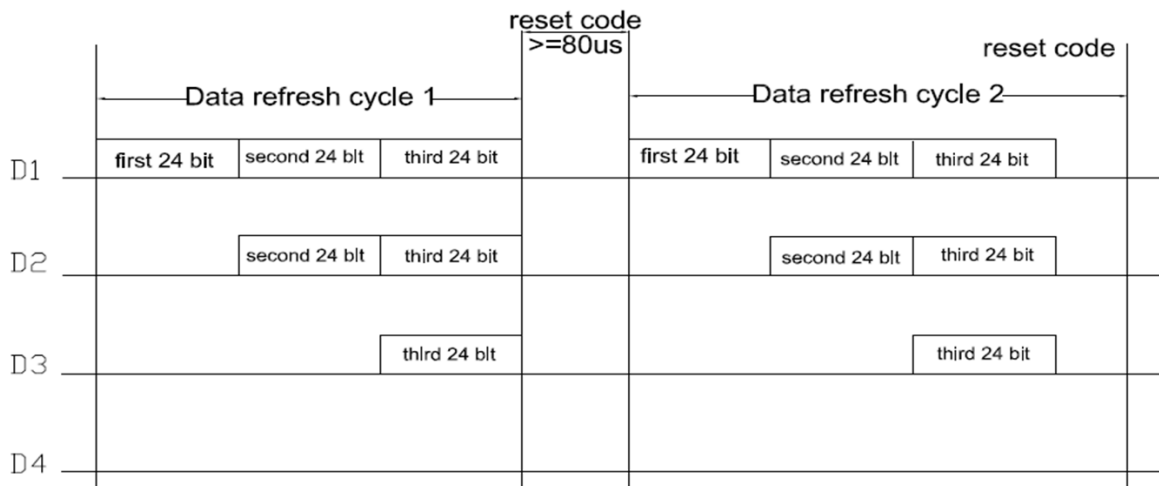 reset code
>=80us
reset code
Data refresh cycle 1
Data refresh cycle 2
D1 first 24 bit second 24 blt third 24 bit first 24 bit second 24 blt third 24 bit
D2 second 24 blt third 24 bit second 24 blt third 24 bit
D3 thlrd 24 blt third 24 bit
D4